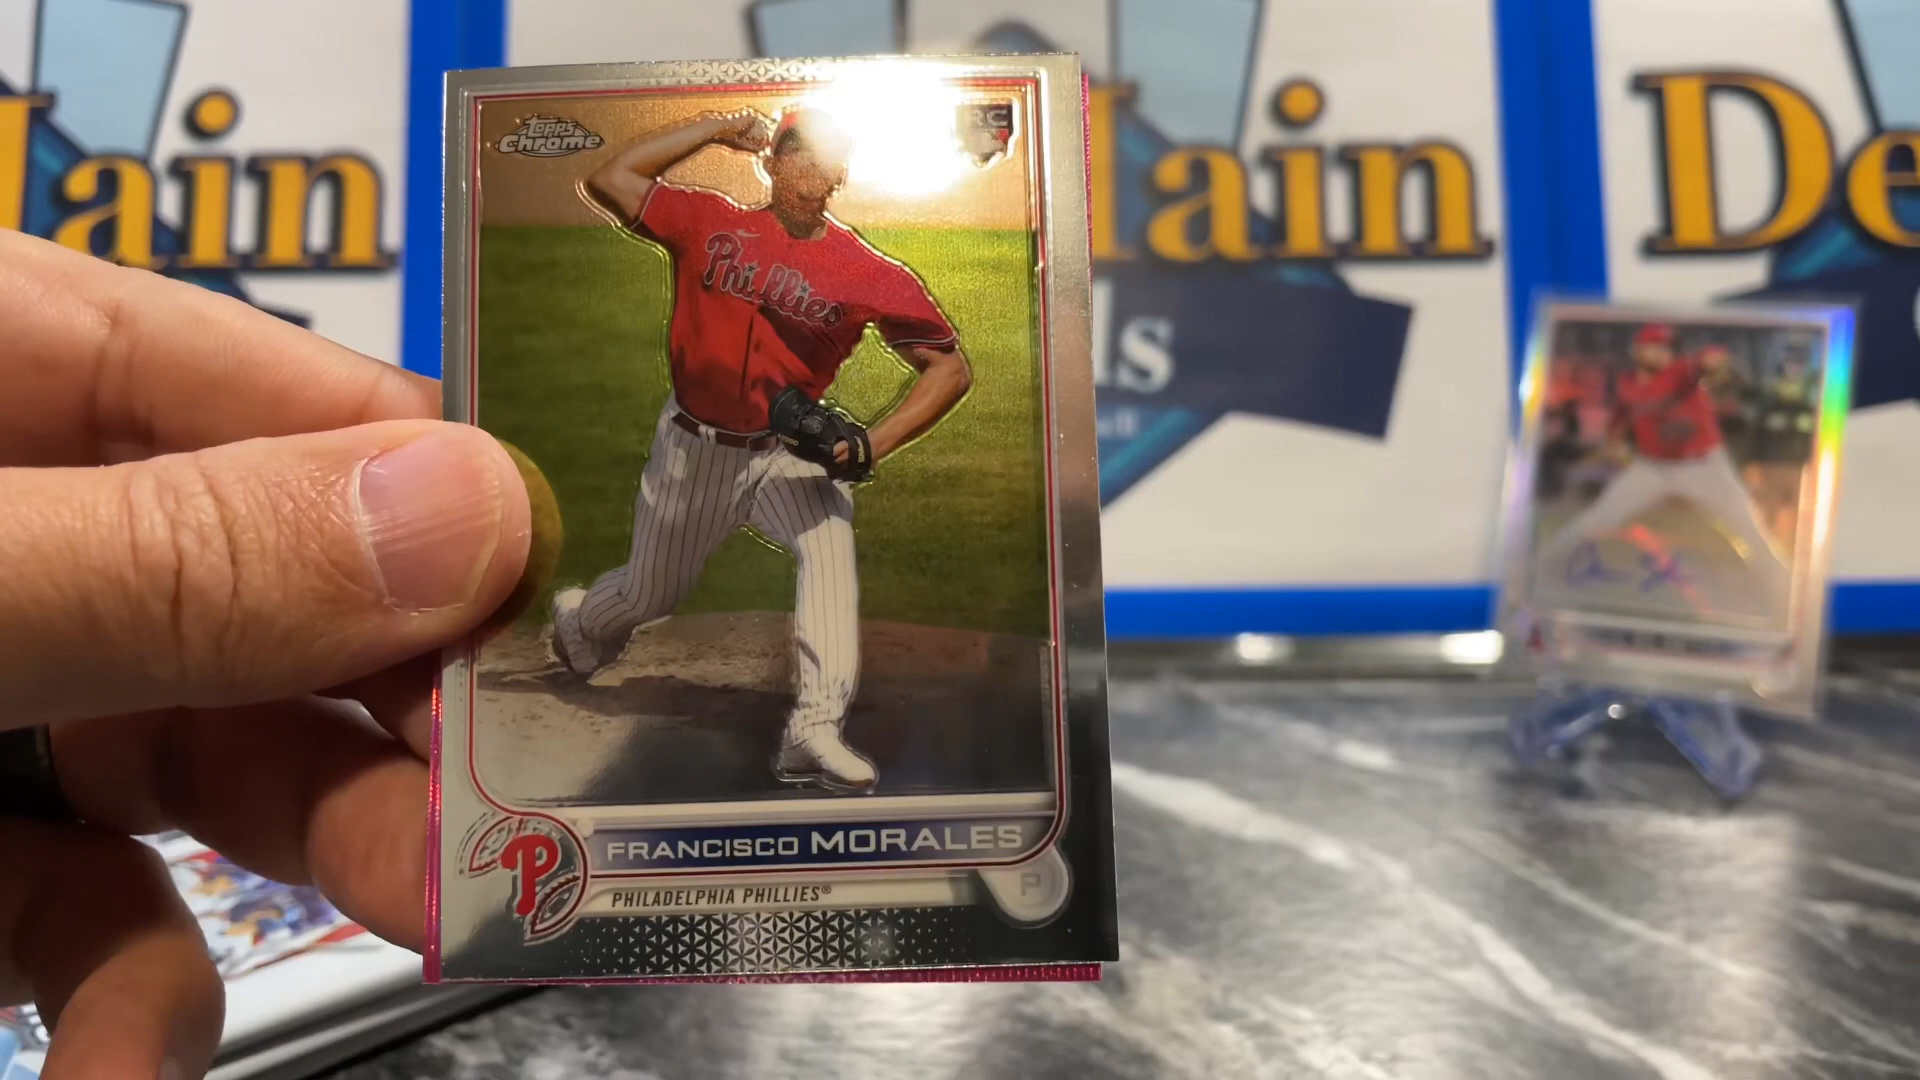 Topps
Chrome
RC
Phillies
FRANCISCO MORALES
P
PHILADELPHIA PHILLIES®
P
ain
ain
ls
De